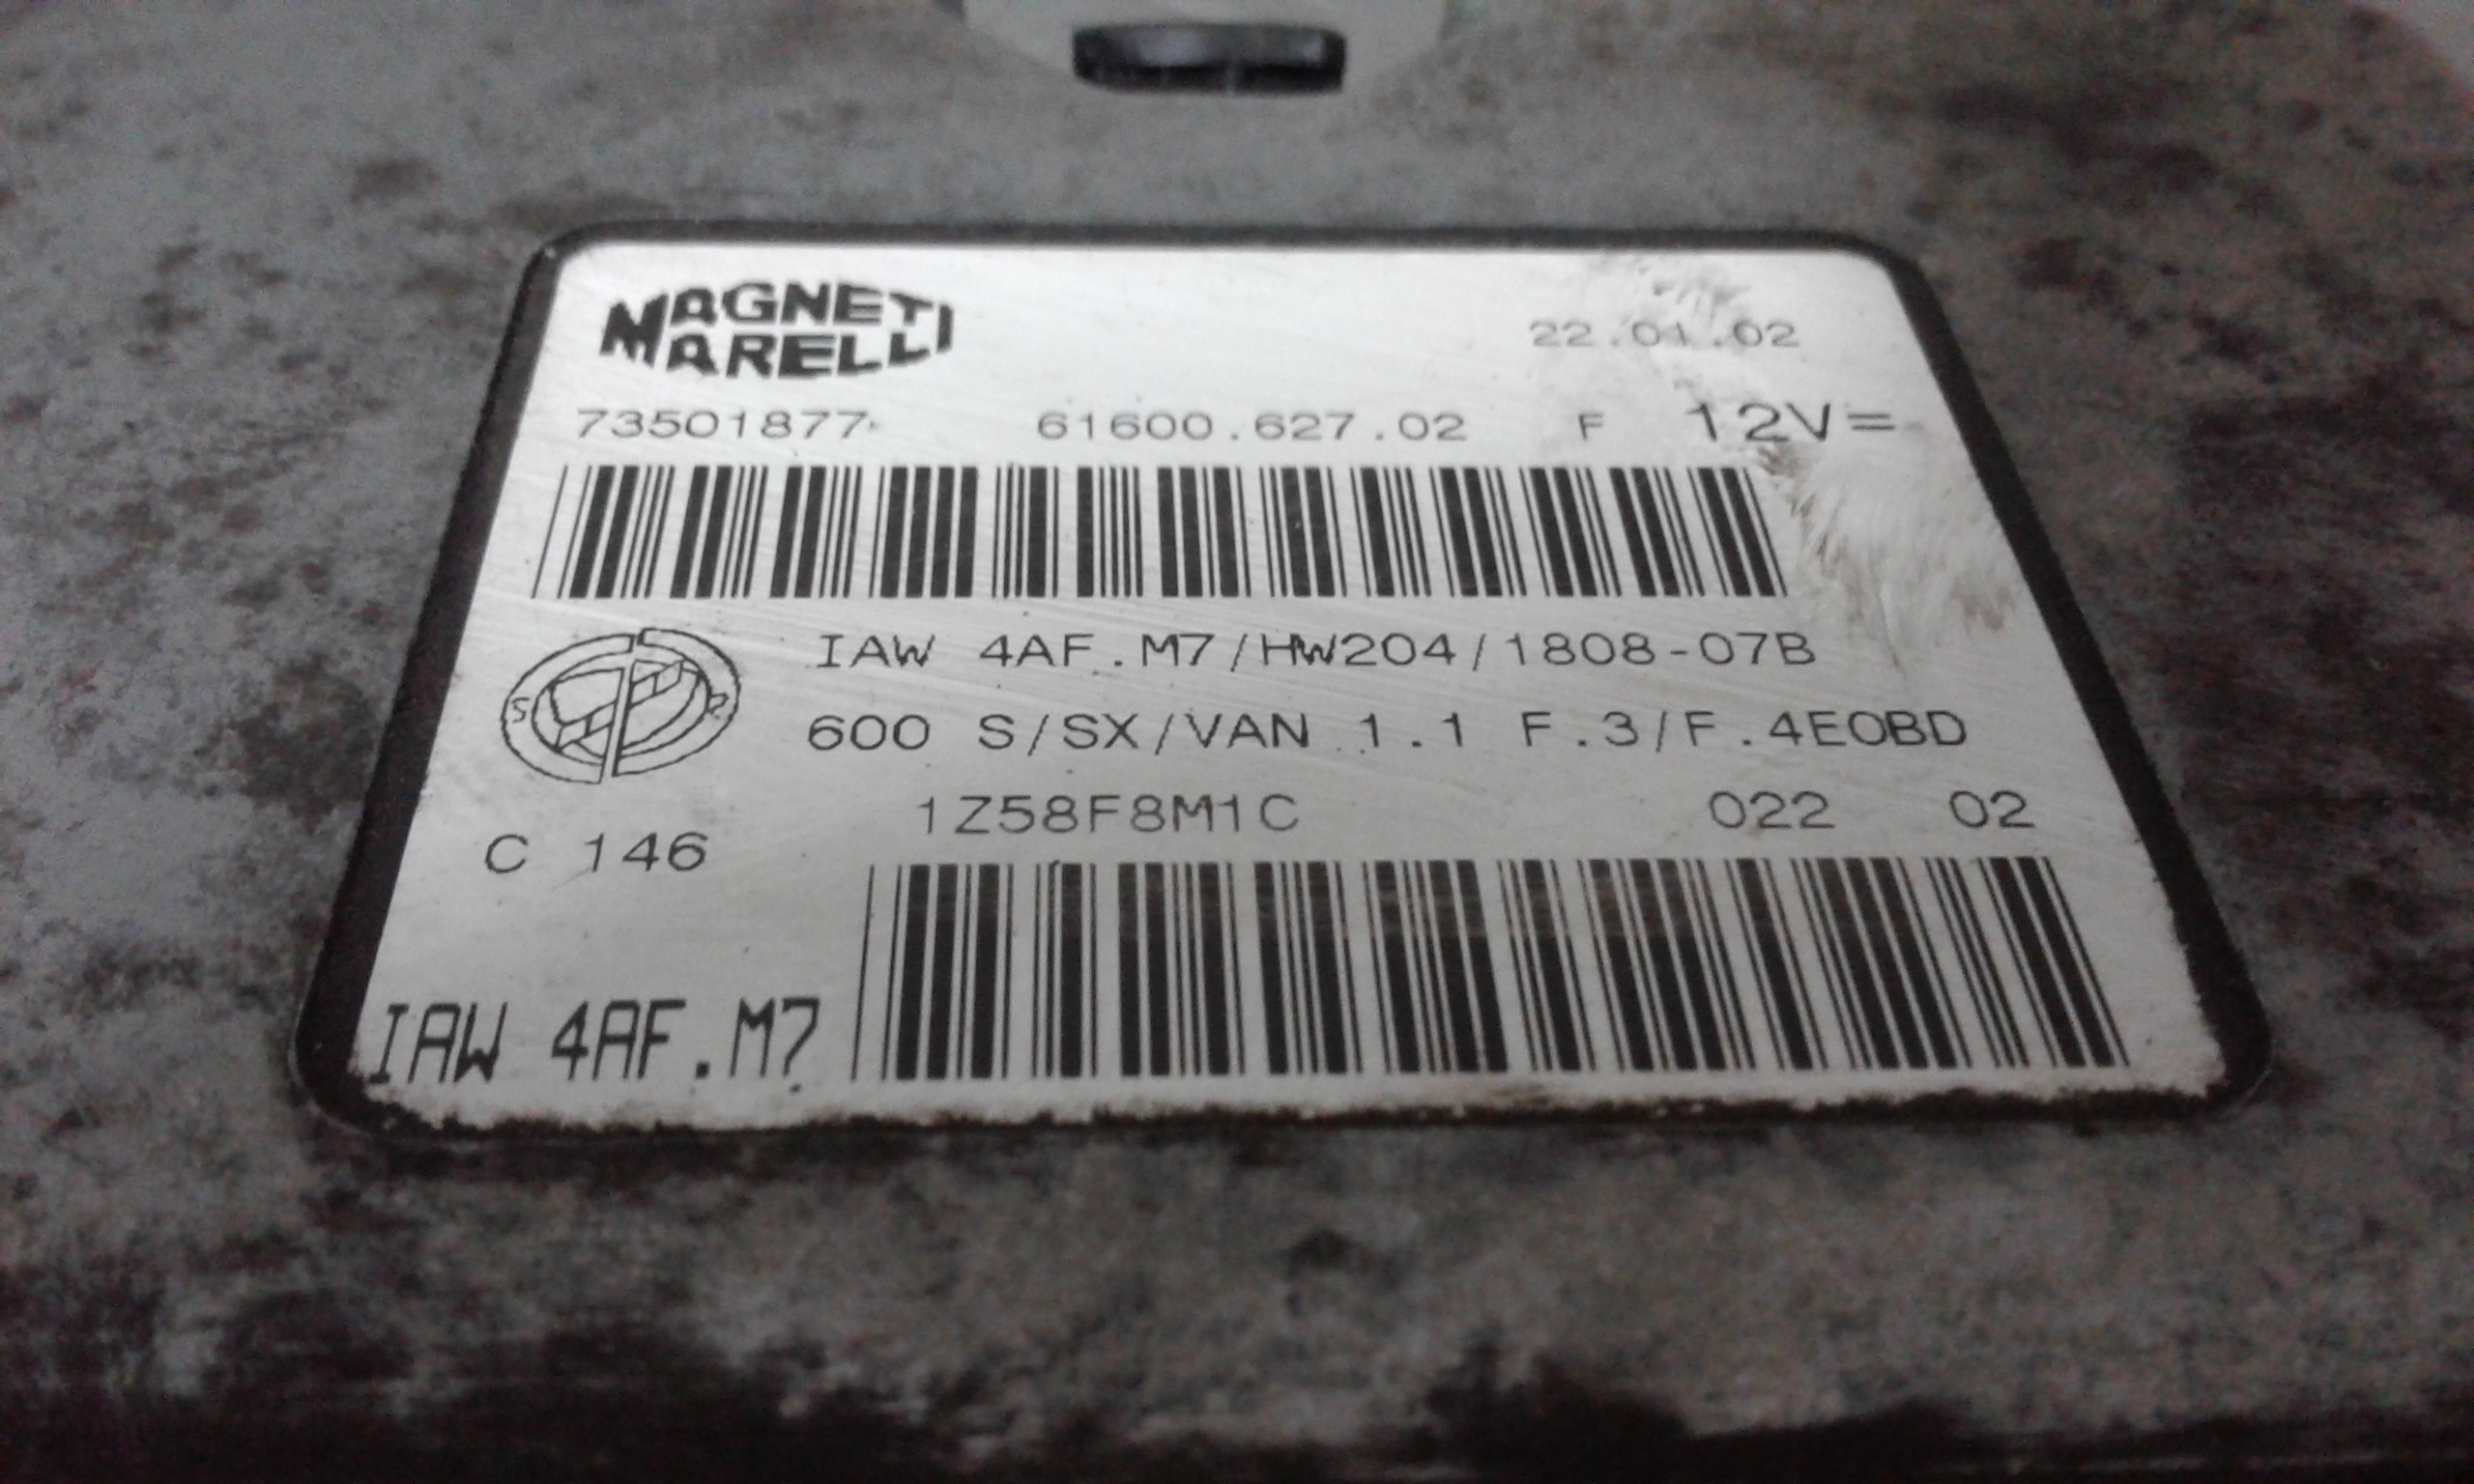 MAGNETI
MARELLI
22.01.02
73501877 61600.627.02 F 12V=
IAW 4AF.M7/HW204/1808-07B
600 S/SX/VAN 1.1 F.3/F.4EOBD
1Z58F8M1C 022 02
C 146
IAW 4AF.M7